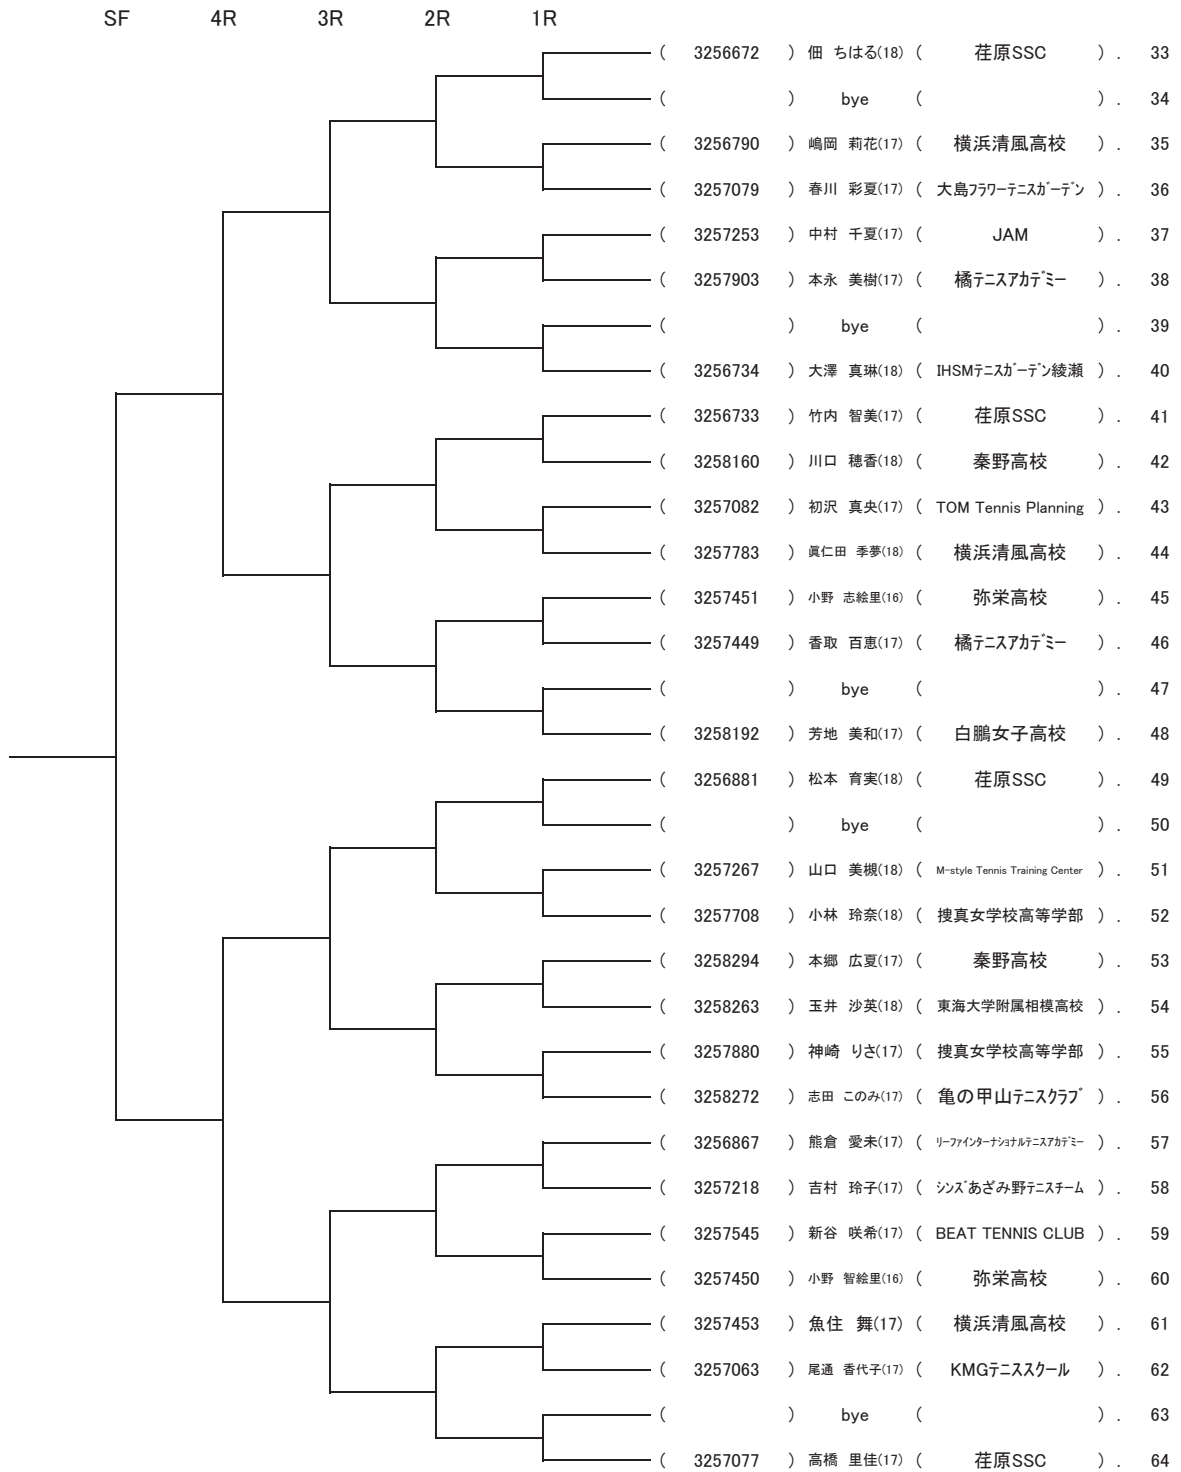 SF 4R 3R 2R 1R
( 3256672 ) 佃 ちはる(18) ( 荏原SSC ) . 33
( ) bye ( ) . 34
( 3256790 ) 嶋岡 莉花(17) ( 横浜清風高校 ) . 35
( 3257079 ) 春川 彩夏(17) ( 大島フラワーテニスガーデン ) . 36
( 3257253 ) 中村 千夏(17) ( JAM ) . 37
( 3257903 ) 本永 美樹(17) ( 橘テニスアカデミー ) . 38
( ) bye ( ) . 39
( 3256734 ) 大澤 真琳(18) ( IHSMテニスガーデン綾瀬 ) . 40
( 3256733 ) 竹内 智美(17) ( 荏原SSC ) . 41
( 3258160 ) 川口 穂香(18) ( 秦野高校 ) . 42
( 3257082 ) 初沢 真央(17) ( TOM Tennis Planning ) . 43
( 3257783 ) 眞仁田 季夢(18) ( 横浜清風高校 ) . 44
( 3257451 ) 小野 志絵里(16) ( 弥栄高校 ) . 45
( 3257449 ) 香取 百恵(17) ( 橘テニスアカデミー ) . 46
( ) bye ( ) . 47
( 3258192 ) 芳地 美和(17) ( 白鵬女子高校 ) . 48
( 3256881 ) 松本 育実(18) ( 荏原SSC ) . 49
( ) bye ( ) . 50
( 3257267 ) 山口 美槻(18) ( M-style Tennis Training Center ) . 51
( 3257708 ) 小林 玲奈(18) ( 捜真女学校高等学部 ) . 52
( 3258294 ) 本郷 広夏(17) ( 秦野高校 ) . 53
( 3258263 ) 玉井 沙英(18) ( 東海大学附属相模高校 ) . 54
( 3257880 ) 神崎 りさ(17) ( 捜真女学校高等学部 ) . 55
( 3258272 ) 志田 このみ(17) ( 亀の甲山テニスクラブ ) . 56
( 3256867 ) 熊倉 愛未(17) ( リーファインターナショナルテニスアカデミー ) . 57
( 3257218 ) 吉村 玲子(17) ( シンズあざみ野テニスチーム ) . 58
( 3257545 ) 新谷 咲希(17) ( BEAT TENNIS CLUB ) . 59
( 3257450 ) 小野 智絵里(16) ( 弥栄高校 ) . 60
( 3257453 ) 魚住 舞(17) ( 横浜清風高校 ) . 61
( 3257063 ) 尾通 香代子(17) ( KMGテニススクール ) . 62
( ) bye ( ) . 63
( 3257077 ) 高橋 里佳(17) ( 荏原SSC ) . 64